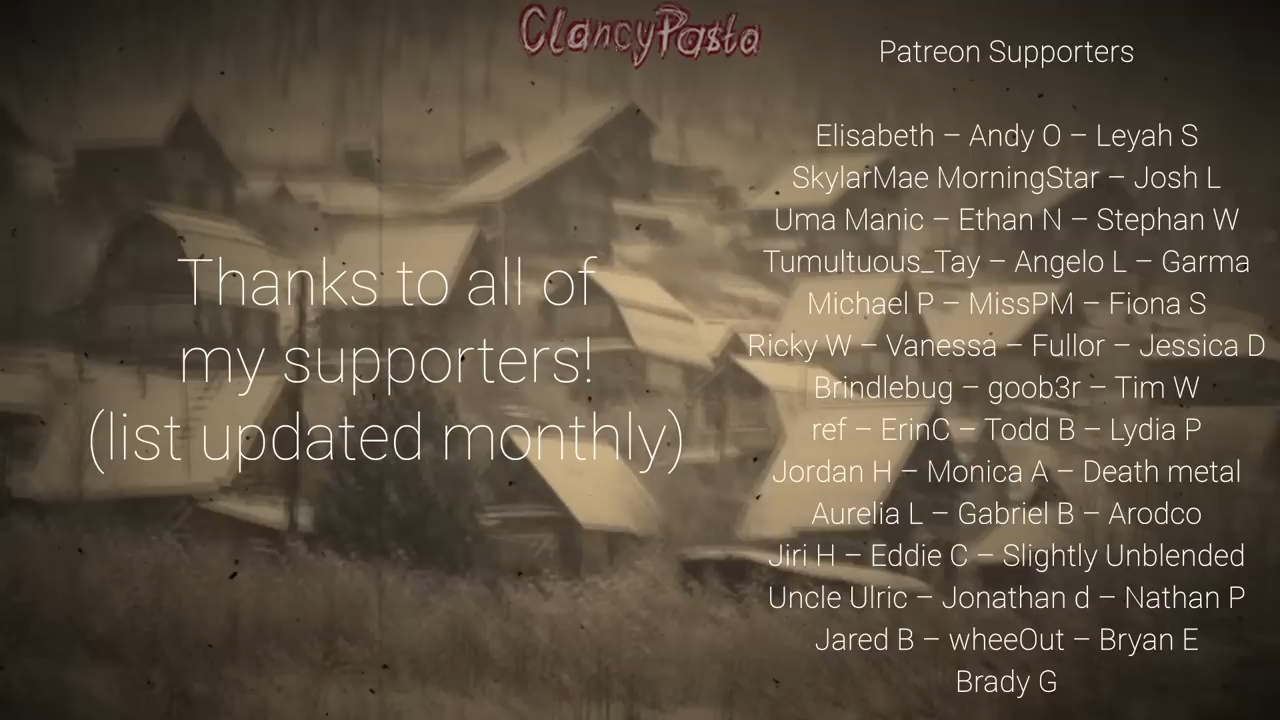 ClancyPasta
Patreon Supporters
Thanks to all of
my supporters!
(list updated monthly)
Elisabeth – Andy O – Leyah S
SkylarMae MorningStar – Josh L
Uma Manic – Ethan N – Stephan W
Tumultuous_Tay – Angelo L – Garma
Michael P – MissPM – Fiona S
Ricky W – Vanessa – Fullor – Jessica D
Brindlebug – goob3r – Tim W
ref – ErinC – Todd B – Lydia P
Jordan H – Monica A – Death metal
Aurelia L – Gabriel B – Arodco
Jiri H – Eddie C – Slightly Unblended
Uncle Ulric – Jonathan d – Nathan P
Jared B – wheeOut – Bryan E
Brady G